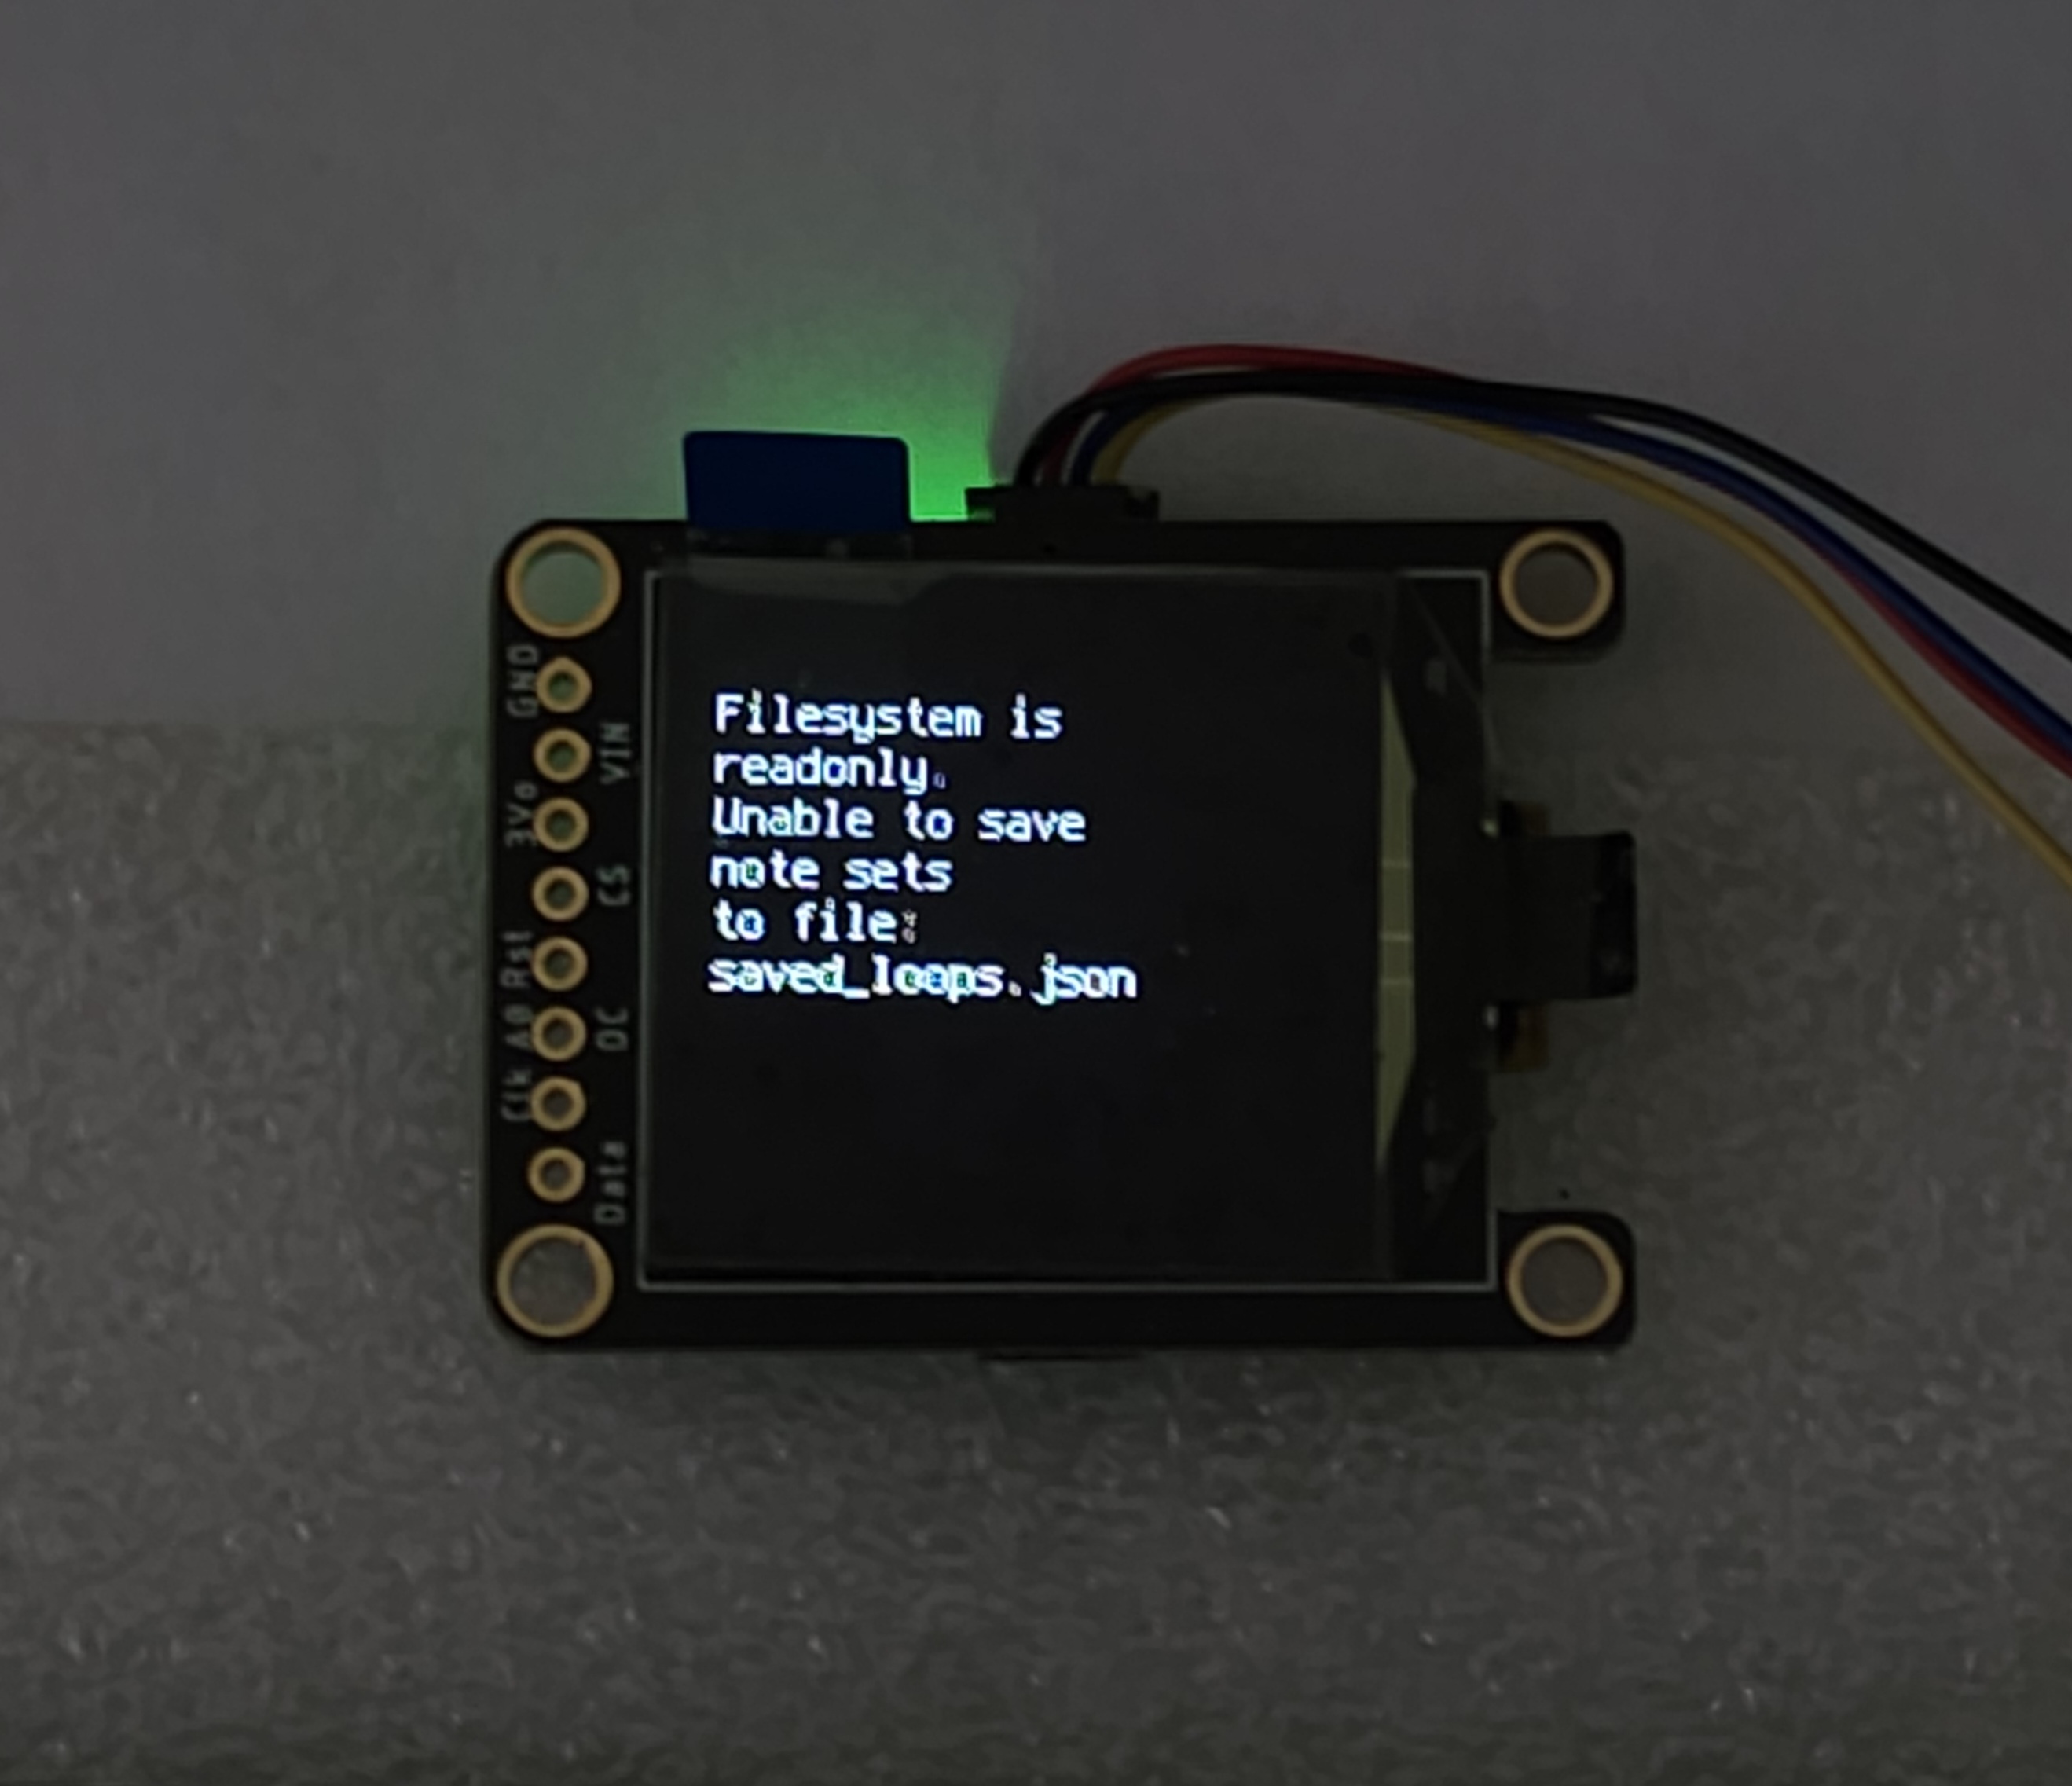 Filesystem is
readonly.
Unable to save
note sets
to file:
saved_loops.json
GND
VIN
3Vo
CS
Rst
DC
A0
Clk
Data